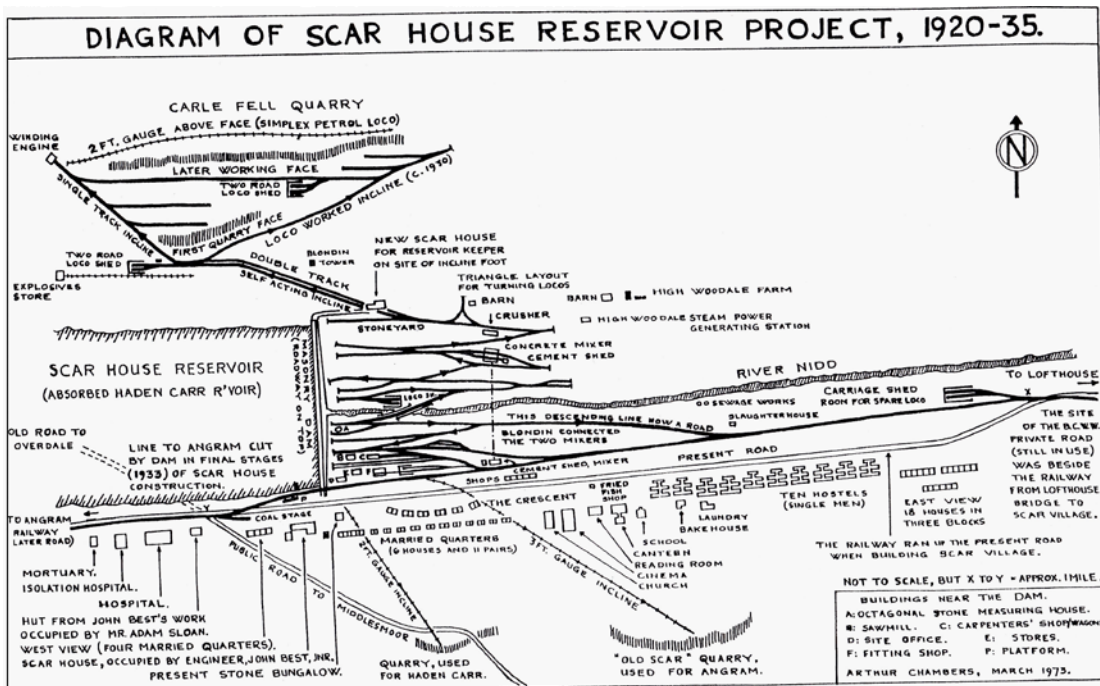 DIAGRAM OF SCAR HOUSE RESERVOIR PROJECT, 1920-35.
CARLE FELL QUARRY
2 FT. GAUGE ABOVE FACE (SIMPLEX PETROL LOCO)
WINDING
ENGINE
LATER WORKING FACE
TWO ROAD
LOCO SHED
SINGLE TRACK INCLINE
FIRST QUARRY FACE
LOCO WORKED INCLINE (C. 1930)
N
TWO ROAD
LOCO SHED
EXPLOSIVES
STORE
DOUBLE TRACK
SELF ACTING INCLINE
BLONDIN
TOWER
NEW SCAR HOUSE
FOR RESERVOIR KEEPER
ON SITE OF INCLINE FOOT
TRIANGLE LAYOUT
FOR TURNING LOCOS
BARN
BARN
HIGH WOODALE FARM
CRUSHER
HIGH WOODALE STEAM POWER
GENERATING STATION
STONEYARD
CONCRETE MIXER
CEMENT SHED
MASONRY DAM
(ROADWAY ON TOP)
SCAR HOUSE RESERVOIR
(ABSORBED HADEN CARR R'VOIR)
RIVER NIDD
TO LOFTHOUSE
LOCO SH.
SEWAGE WORKS
CARRIAGE SHED
ROOM FOR SPARE LOCO
X
THIS DESCENDING LINE NOW A ROAD
SLAUGHTERHOUSE
BLONDIN CONNECTED
THE TWO MIXERS
OLD ROAD TO
OVERDALE
LINE TO ANGRAM CUT
BY DAM IN FINAL STAGES
(1933) OF SCAR HOUSE
CONSTRUCTION.
A
B
C
F
E
D
P
CEMENT SHED, MIXER
SHOPS
PRESENT ROAD
THE SITE
OF THE B.C.W.W.
PRIVATE ROAD
(STILL IN USE)
WAS BESIDE
THE RAILWAY
FROM LOFTHOUSE
BRIDGE TO
SCAR VILLAGE.
Y
TO ANGRAM
RAILWAY
LATER ROAD)
COAL STAGE
THE CRESCENT
FRIED
FISH
SHOP
TEN HOSTELS
(SINGLE MEN)
EAST VIEW
18 HOUSES IN
THREE BLOCKS
MARRIED QUARTERS
(6 HOUSES AND 11 PAIRS)
LAUNDRY
BAKEHOUSE
SCHOOL
CANTEEN
READING ROOM
CINEMA
CHURCH
THE RAILWAY RAN IN THE PRESENT ROAD
WHEN BUILDING SCAR VILLAGE.
MORTUARY.
ISOLATION HOSPITAL.
HOSPITAL.
HUT FROM JOHN BEST'S WORK
OCCUPIED BY MR. ADAM SLOAN.
WEST VIEW (FOUR MARRIED QUARTERS).
SCAR HOUSE, OCCUPIED BY ENGINEER, JOHN BEST, JNR.
PRESENT STONE BUNGALOW.
PUBLIC ROAD TO MIDDLESMOOR
2 FT. GAUGE INCLINE
3 FT. GAUGE INCLINE
QUARRY, USED
FOR HADEN CARR.
"OLD SCAR" QUARRY,
USED FOR ANGRAM.
NOT TO SCALE, BUT X TO Y = APPROX. 1 MILE.
BUILDINGS NEAR THE DAM.
A: OCTAGONAL STONE MEASURING HOUSE.
B: SAWMILL. C: CARPENTERS' SHOP/WAGON
D: SITE OFFICE. E: STORES.
F: FITTING SHOP. P: PLATFORM.
ARTHUR CHAMBERS, MARCH 1973.